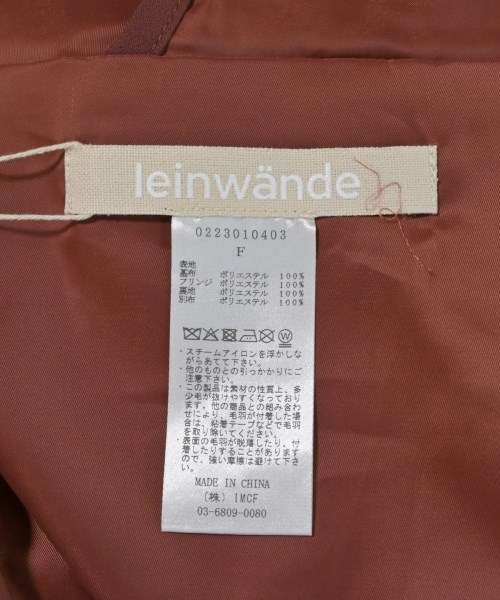 leinwände
0223010403
F
表地
基布 ポリエステル 100%
フリンジ ポリエステル 100%
裏地 ポリエステル 100%
別布 ポリエステル 100%
・スチームアイロンを浮かしな
がらあてて下さい。
・他のものとの引っかかりにご
注意下さい。
・この製品は素材の性質上、多
少毛が抜けやすくなっており
ます。他の商品との組み合わ
せにより、毛羽が付着した場
合は、粘着テープなどで毛羽
を取り除いてください。
・表面の毛羽が脱落したり、付
着したりすることがあります
ので、強い摩擦は避けて下さ
い。
MADE IN CHINA
(株) IMCF
03-6809-0080